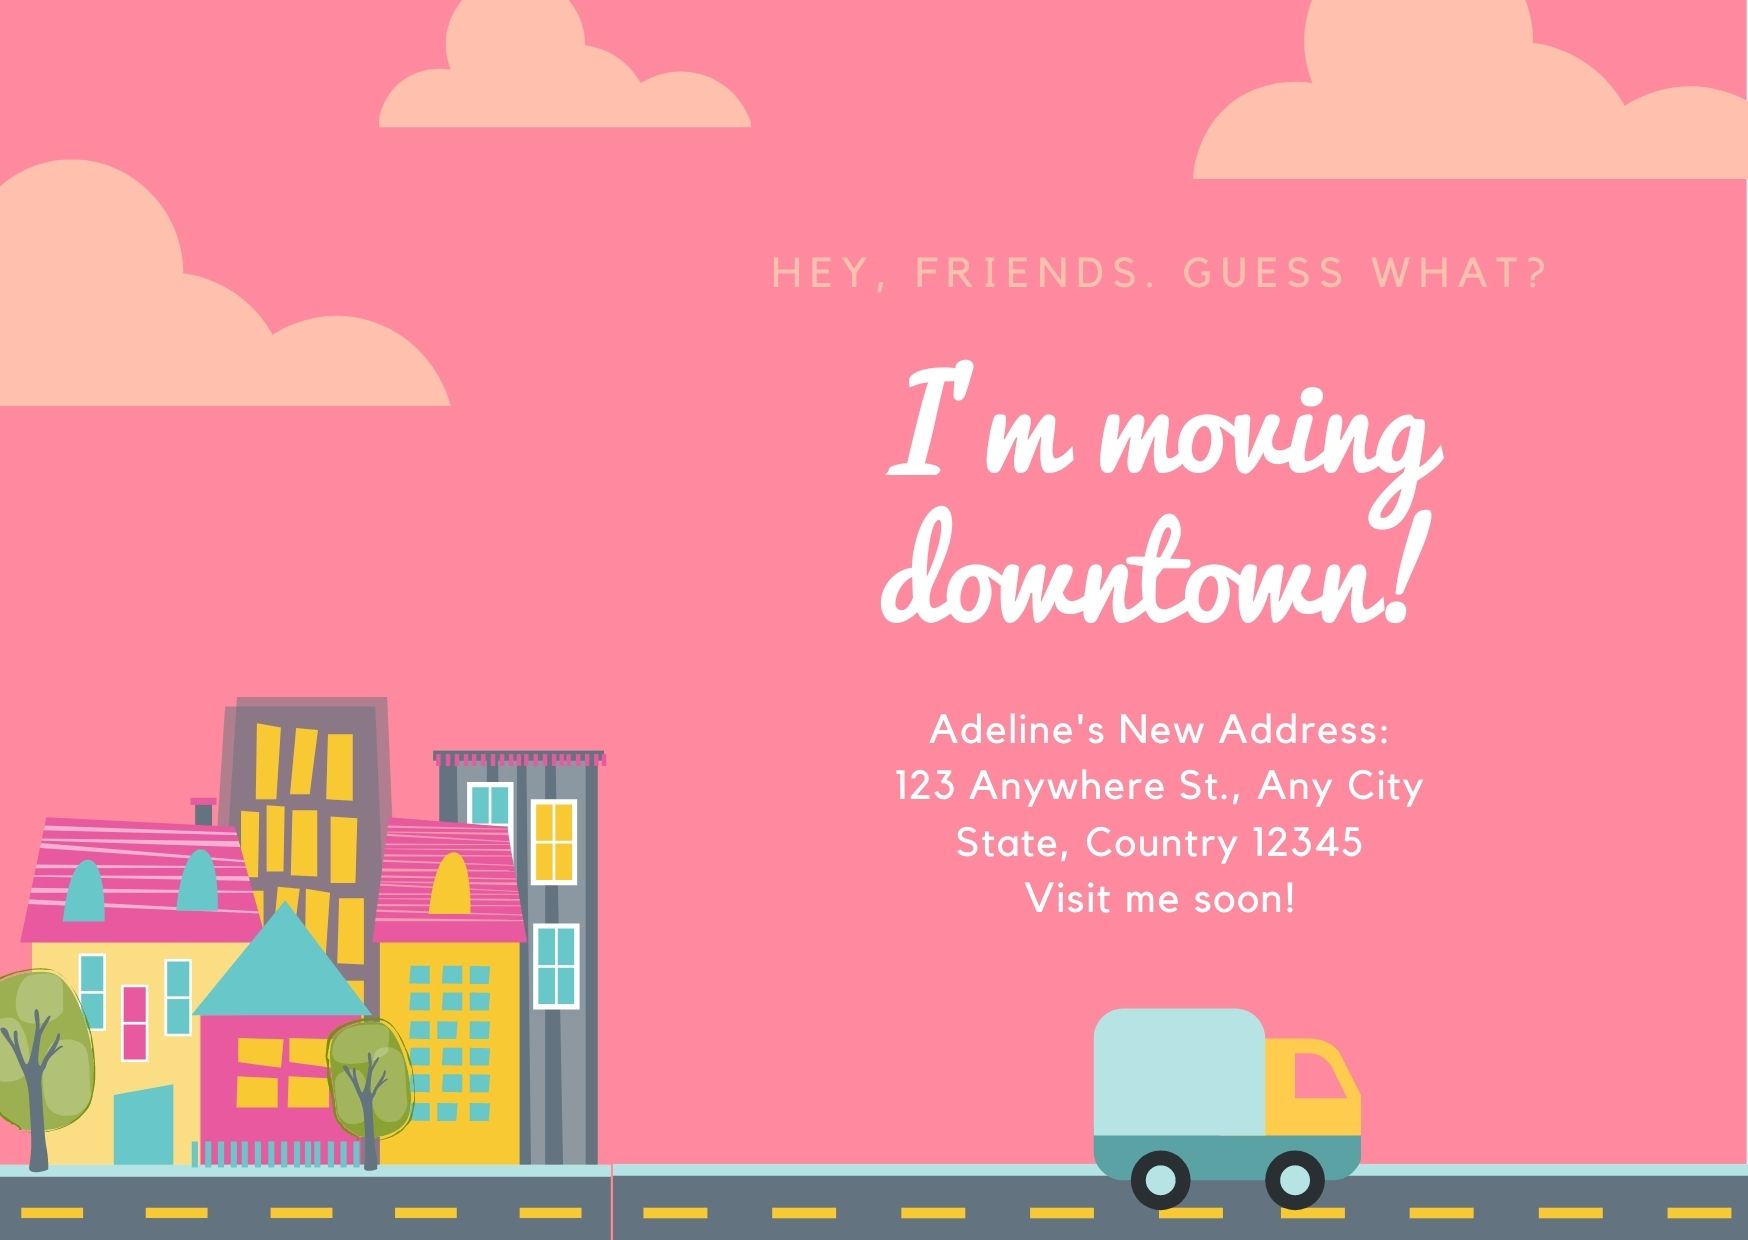 HEY, FRIENDS. GUESS WHAT?
I'm moving
downtown!
Adeline's New Address:
123 Anywhere St., Any City
State, Country 12345
Visit me soon!